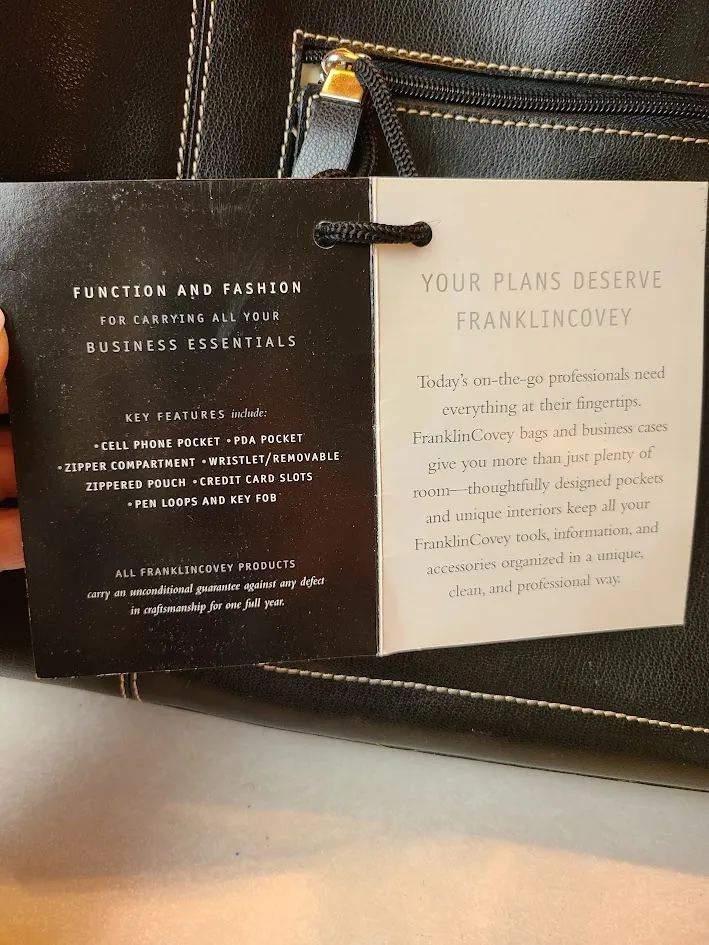 FUNCTION AND FASHION
FOR CARRYING ALL YOUR
BUSINESS ESSENTIALS
KEY FEATURES include:
•CELL PHONE POCKET •PDA POCKET
•ZIPPER COMPARTMENT •WRISTLET/REMOVABLE
ZIPPERED POUCH •CREDIT CARD SLOTS
•PEN LOOPS AND KEY FOB
ALL FRANKLINCOVEY PRODUCTS
carry an unconditional guarantee against any defect
in craftsmanship for one full year.
YOUR PLANS DESERVE
FRANKLINCOVEY
Today's on-the-go professionals need
everything at their fingertips.
FranklinCovey bags and business cases
give you more than just plenty of
room—thoughtfully designed pockets
and unique interiors keep all your
FranklinCovey tools, information, and
accessories organized in a unique,
clean, and professional way.